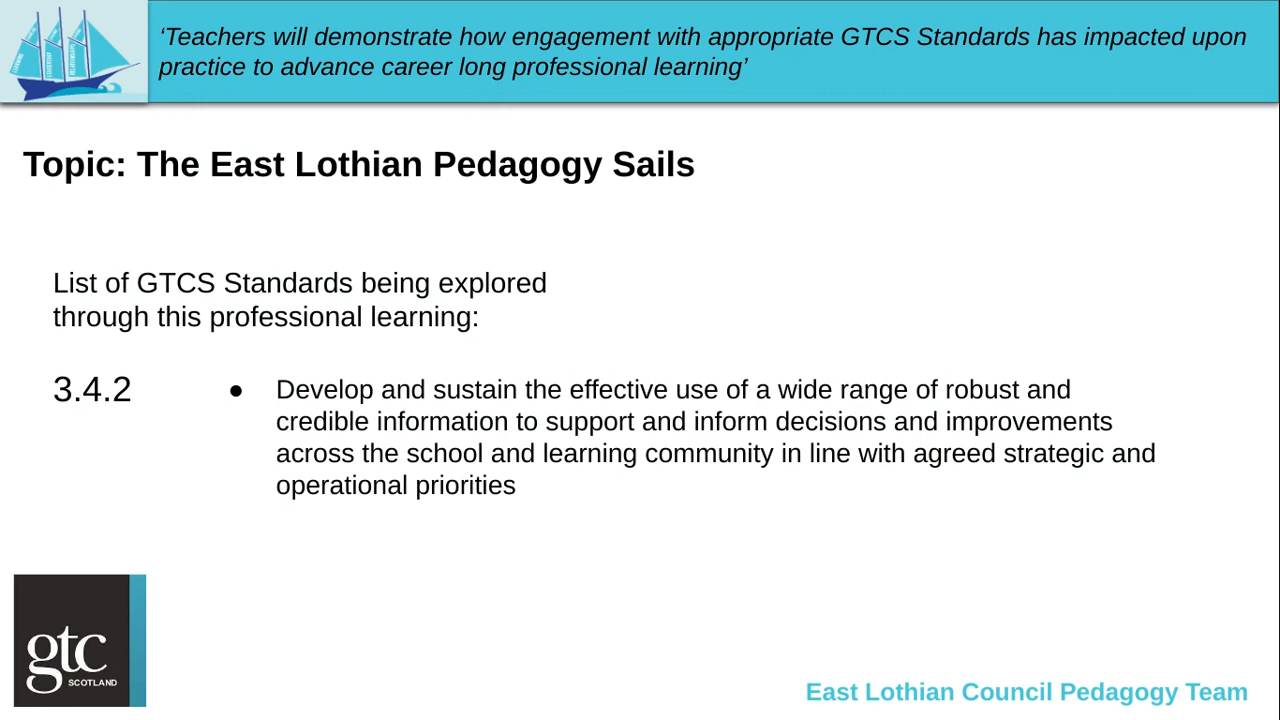 ‘Teachers will demonstrate how engagement with appropriate GTCS Standards has impacted upon
practice to advance career long professional learning’
Topic: The East Lothian Pedagogy Sails
List of GTCS Standards being explored
through this professional learning:
3.4.2
● Develop and sustain the effective use of a wide range of robust and
credible information to support and inform decisions and improvements
across the school and learning community in line with agreed strategic and
operational priorities
gtc
SCOTLAND
East Lothian Council Pedagogy Team